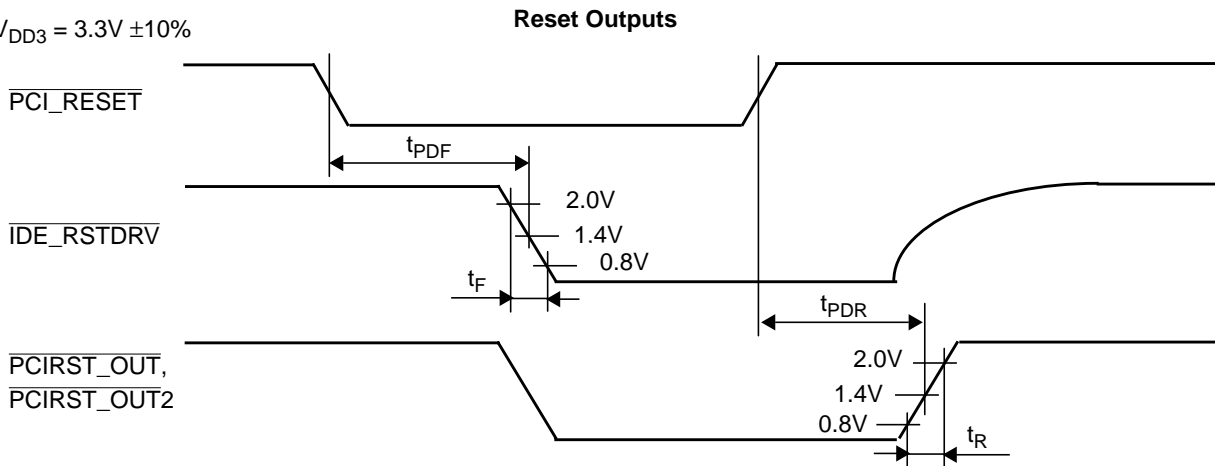 Reset Outputs
V_DD3 = 3.3V ±10%
PCI_RESET
t_PDF
2.0V
IDE_RSTDRV
1.4V
0.8V
t_F
t_PDR
PCIRST_OUT,
2.0V
PCIRST_OUT2
1.4V
0.8V
t_R